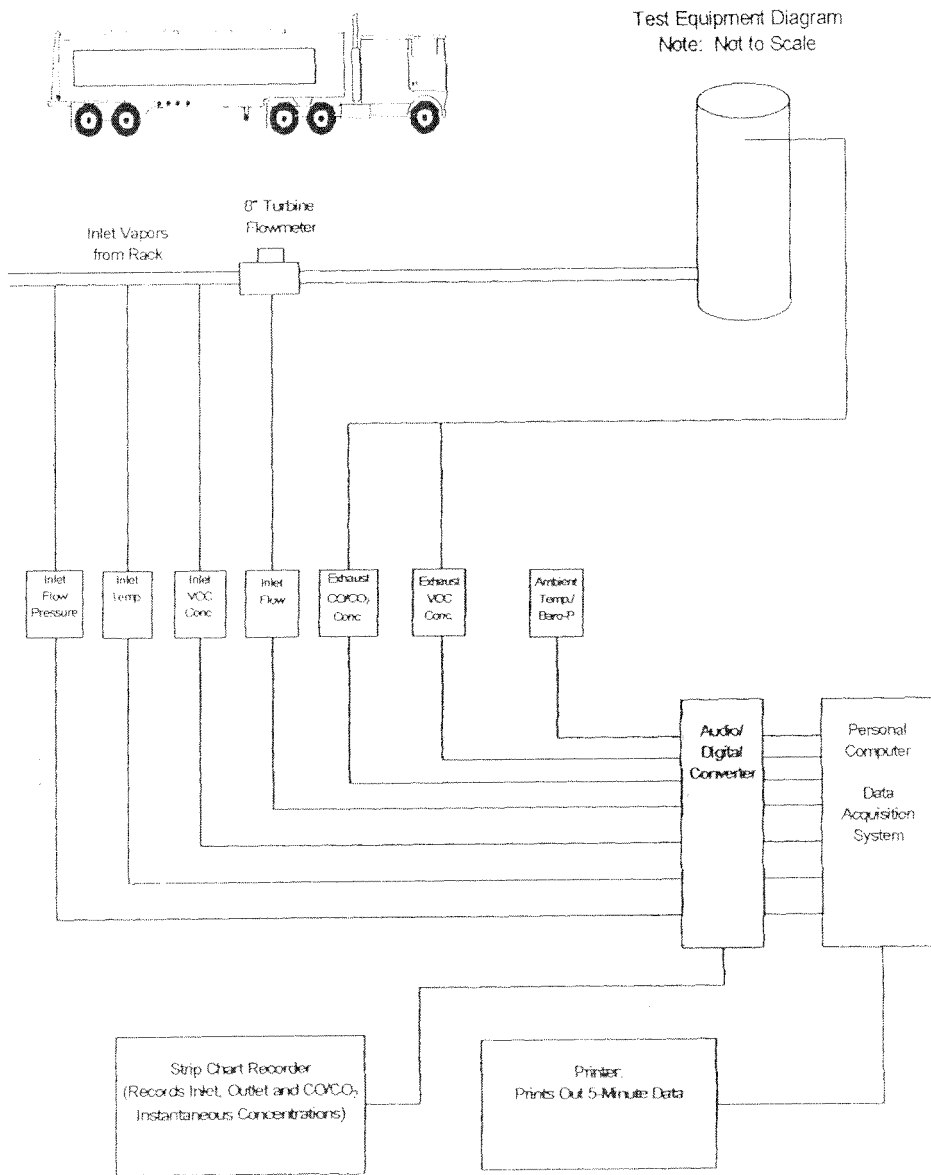 Test Equipment Diagram
Note: Not to Scale
8" Turbine
Flowmeter
Inlet Vapors
from Rack
Inlet
Flow
Pressure
Inlet
Temp
Inlet
VOC
Conc
Inlet
Flow
Exhaust
CO/CO₂
Conc
Exhaust
VOC
Conc.
Ambient
Temp./
Baro-P
Audio/
Digital
Converter
Personal
Computer
Data
Acquisition
System
Strip Chart Recorder
(Records Inlet, Outlet and CO/CO₂
Instantaneous Concentrations)
Printer:
Prints Out 5-Minute Data